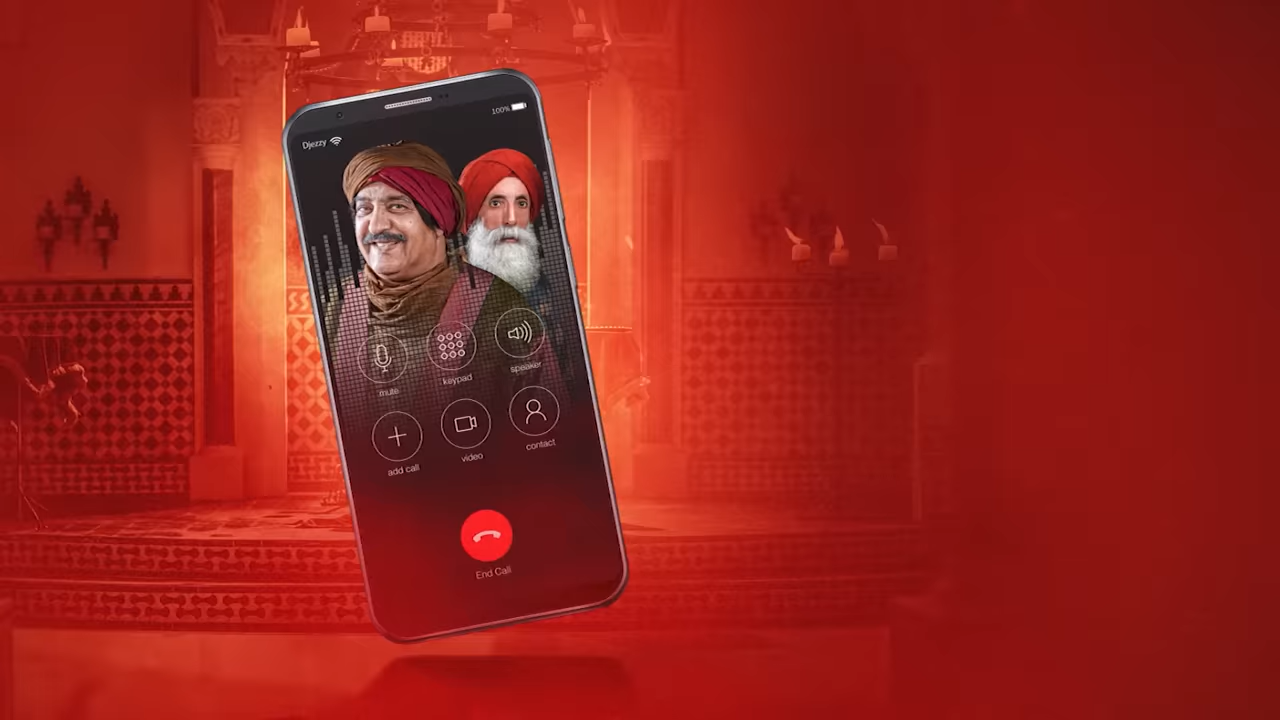 100%
Djezzy
mute
keypad
speaker
add call
video
contact
End Call